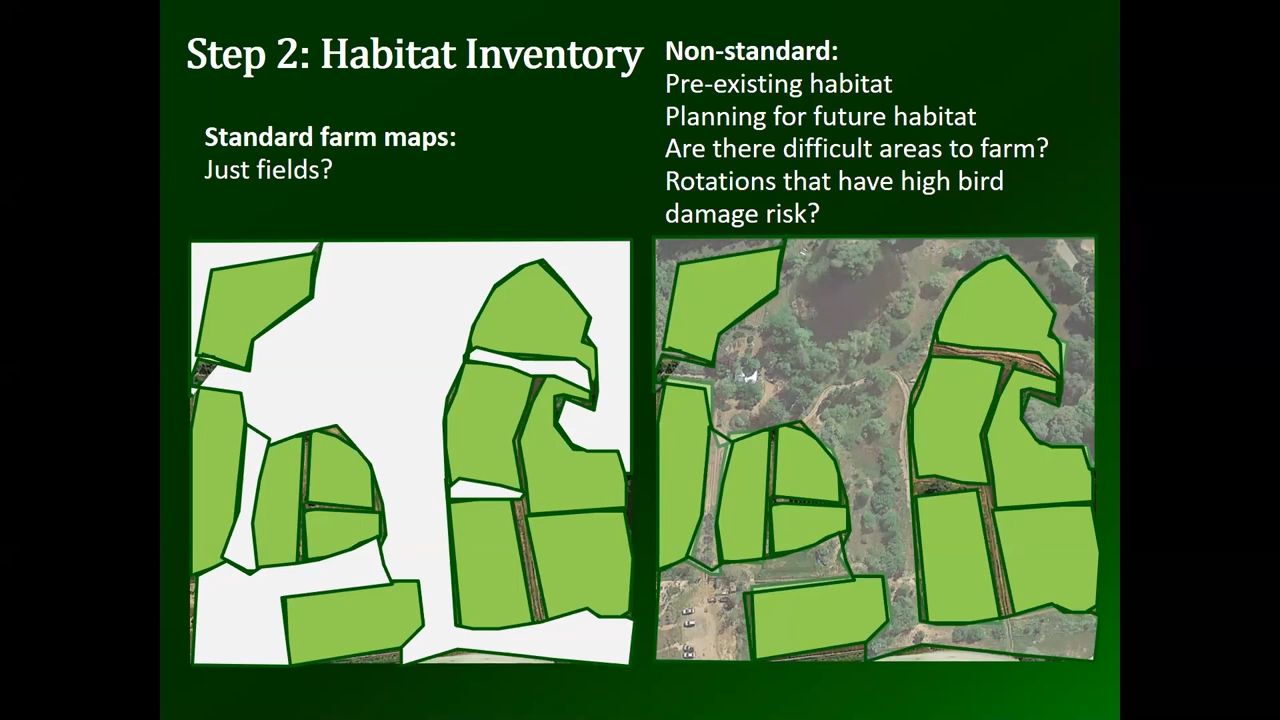 Step 2: Habitat Inventory
Standard farm maps:
Just fields?
Non-standard:
Pre-existing habitat
Planning for future habitat
Are there difficult areas to farm?
Rotations that have high bird
damage risk?